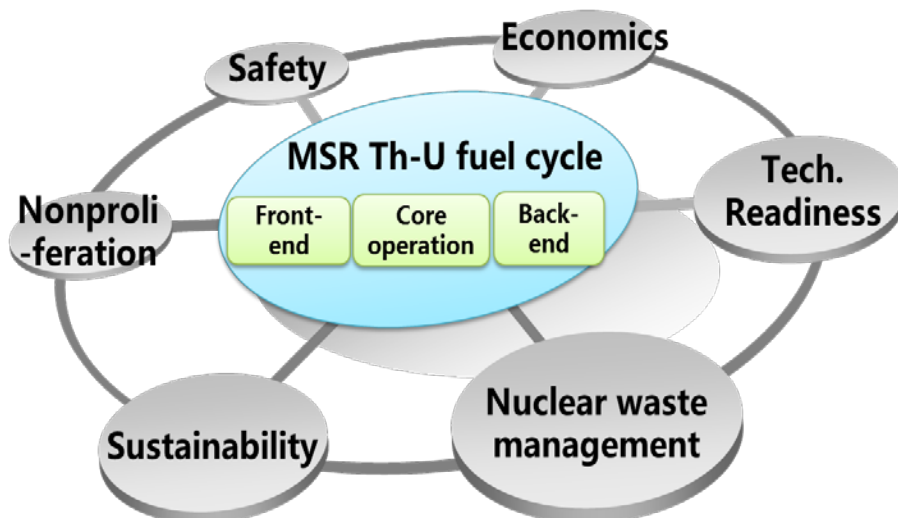 Economics
Safety
MSR Th-U fuel cycle
Front-
end
Core
operation
Back-
end
Tech.
Readiness
Nonproli
-feration
Nuclear waste
management
Sustainability